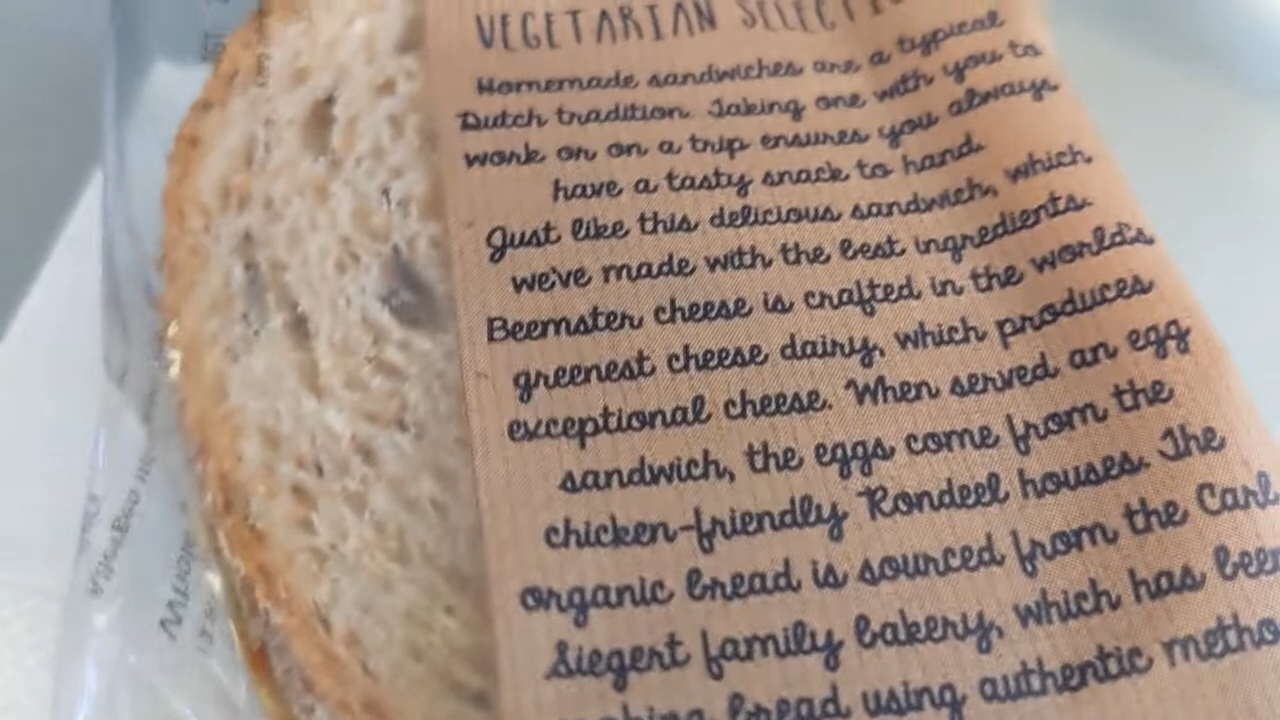 VEGETARIAN
Homemade sandwiches are a typical
Dutch tradition. Taking one with you to
work or on a trip ensures you always
have a tasty snack to hand.
Just like this delicious sandwich, which
we've made with the best ingredients.
Beemster cheese is crafted in the world's
greenest cheese dairy, which produces
exceptional cheese. When served an egg
sandwich, the eggs come from the
chicken-friendly Rondeel houses. The
organic bread is sourced from the Carl
Siegert family bakery, which has been
bread using authentic